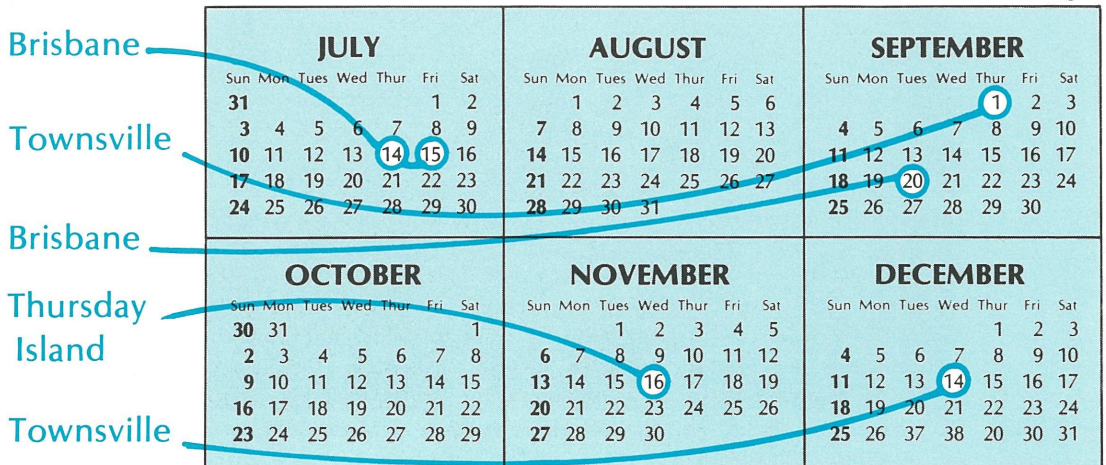 Brisbane
Townsville
Brisbane
Thursday
Island
Townsville
JULY
Sun Mon Tues Wed Thur Fri Sat
31 1 2
3 4 5 6 7 8 9
10 11 12 13 14 15 16
17 18 19 20 21 22 23
24 25 26 27 28 29 30
AUGUST
Sun Mon Tues Wed Thur Fri Sat
1 2 3 4 5 6
7 8 9 10 11 12 13
14 15 16 17 18 19 20
21 22 23 24 25 26 27
28 29 30 31
SEPTEMBER
Sun Mon Tues Wed Thur Fri Sat
1 2 3
4 5 6 7 8 9 10
11 12 13 14 15 16 17
18 19 20 21 22 23 24
25 26 27 28 29 30
OCTOBER
Sun Mon Tues Wed Thur Fri Sat
30 31 1
2 3 4 5 6 7 8
9 10 11 12 13 14 15
16 17 18 19 20 21 22
23 24 25 26 27 28 29
NOVEMBER
Sun Mon Tues Wed Thur Fri Sat
1 2 3 4 5
6 7 8 9 10 11 12
13 14 15 16 17 18 19
20 21 22 23 24 25 26
27 28 29 30
DECEMBER
Sun Mon Tues Wed Thur Fri Sat
1 2 3
4 5 6 7 8 9 10
11 12 13 14 15 16 17
18 19 20 21 22 23 24
25 26 37 38 20 30 31